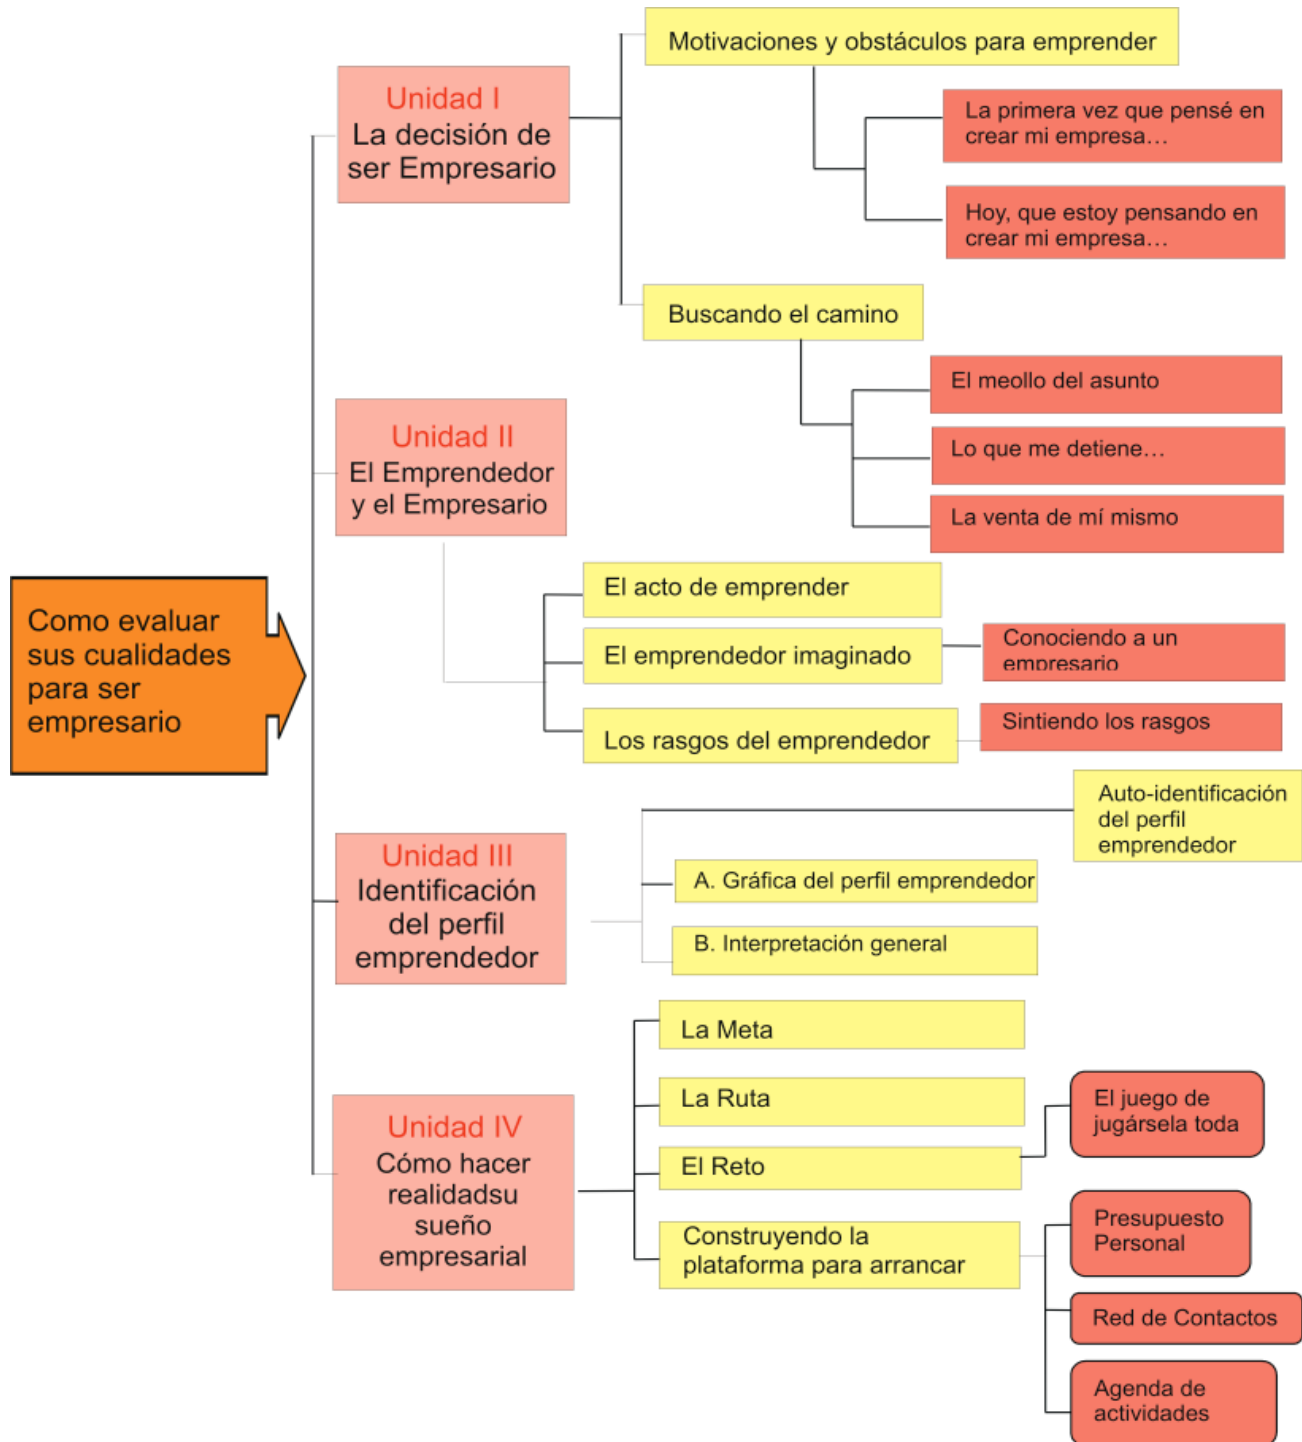 Como evaluar
sus cualidades
para ser
empresario
Unidad I
La decisión de
ser Empresario
Motivaciones y obstáculos para emprender
La primera vez que pensé en
crear mi empresa…
Hoy, que estoy pensando en
crear mi empresa…
Buscando el camino
El meollo del asunto
Lo que me detiene…
La venta de mí mismo
Unidad II
El Emprendedor
y el Empresario
El acto de emprender
El emprendedor imaginado
Conociendo a un
empresario
Los rasgos del emprendedor
Sintiendo los rasgos
Unidad III
Identificación
del perfil
emprendedor
Auto-identificación
del perfil
emprendedor
A. Gráfica del perfil emprendedor
B. Interpretación general
Unidad IV
Cómo hacer
realidadsu
sueño
empresarial
La Meta
La Ruta
El Reto
El juego de
jugársela toda
Construyendo la
plataforma para arrancar
Presupuesto
Personal
Red de Contactos
Agenda de
actividades